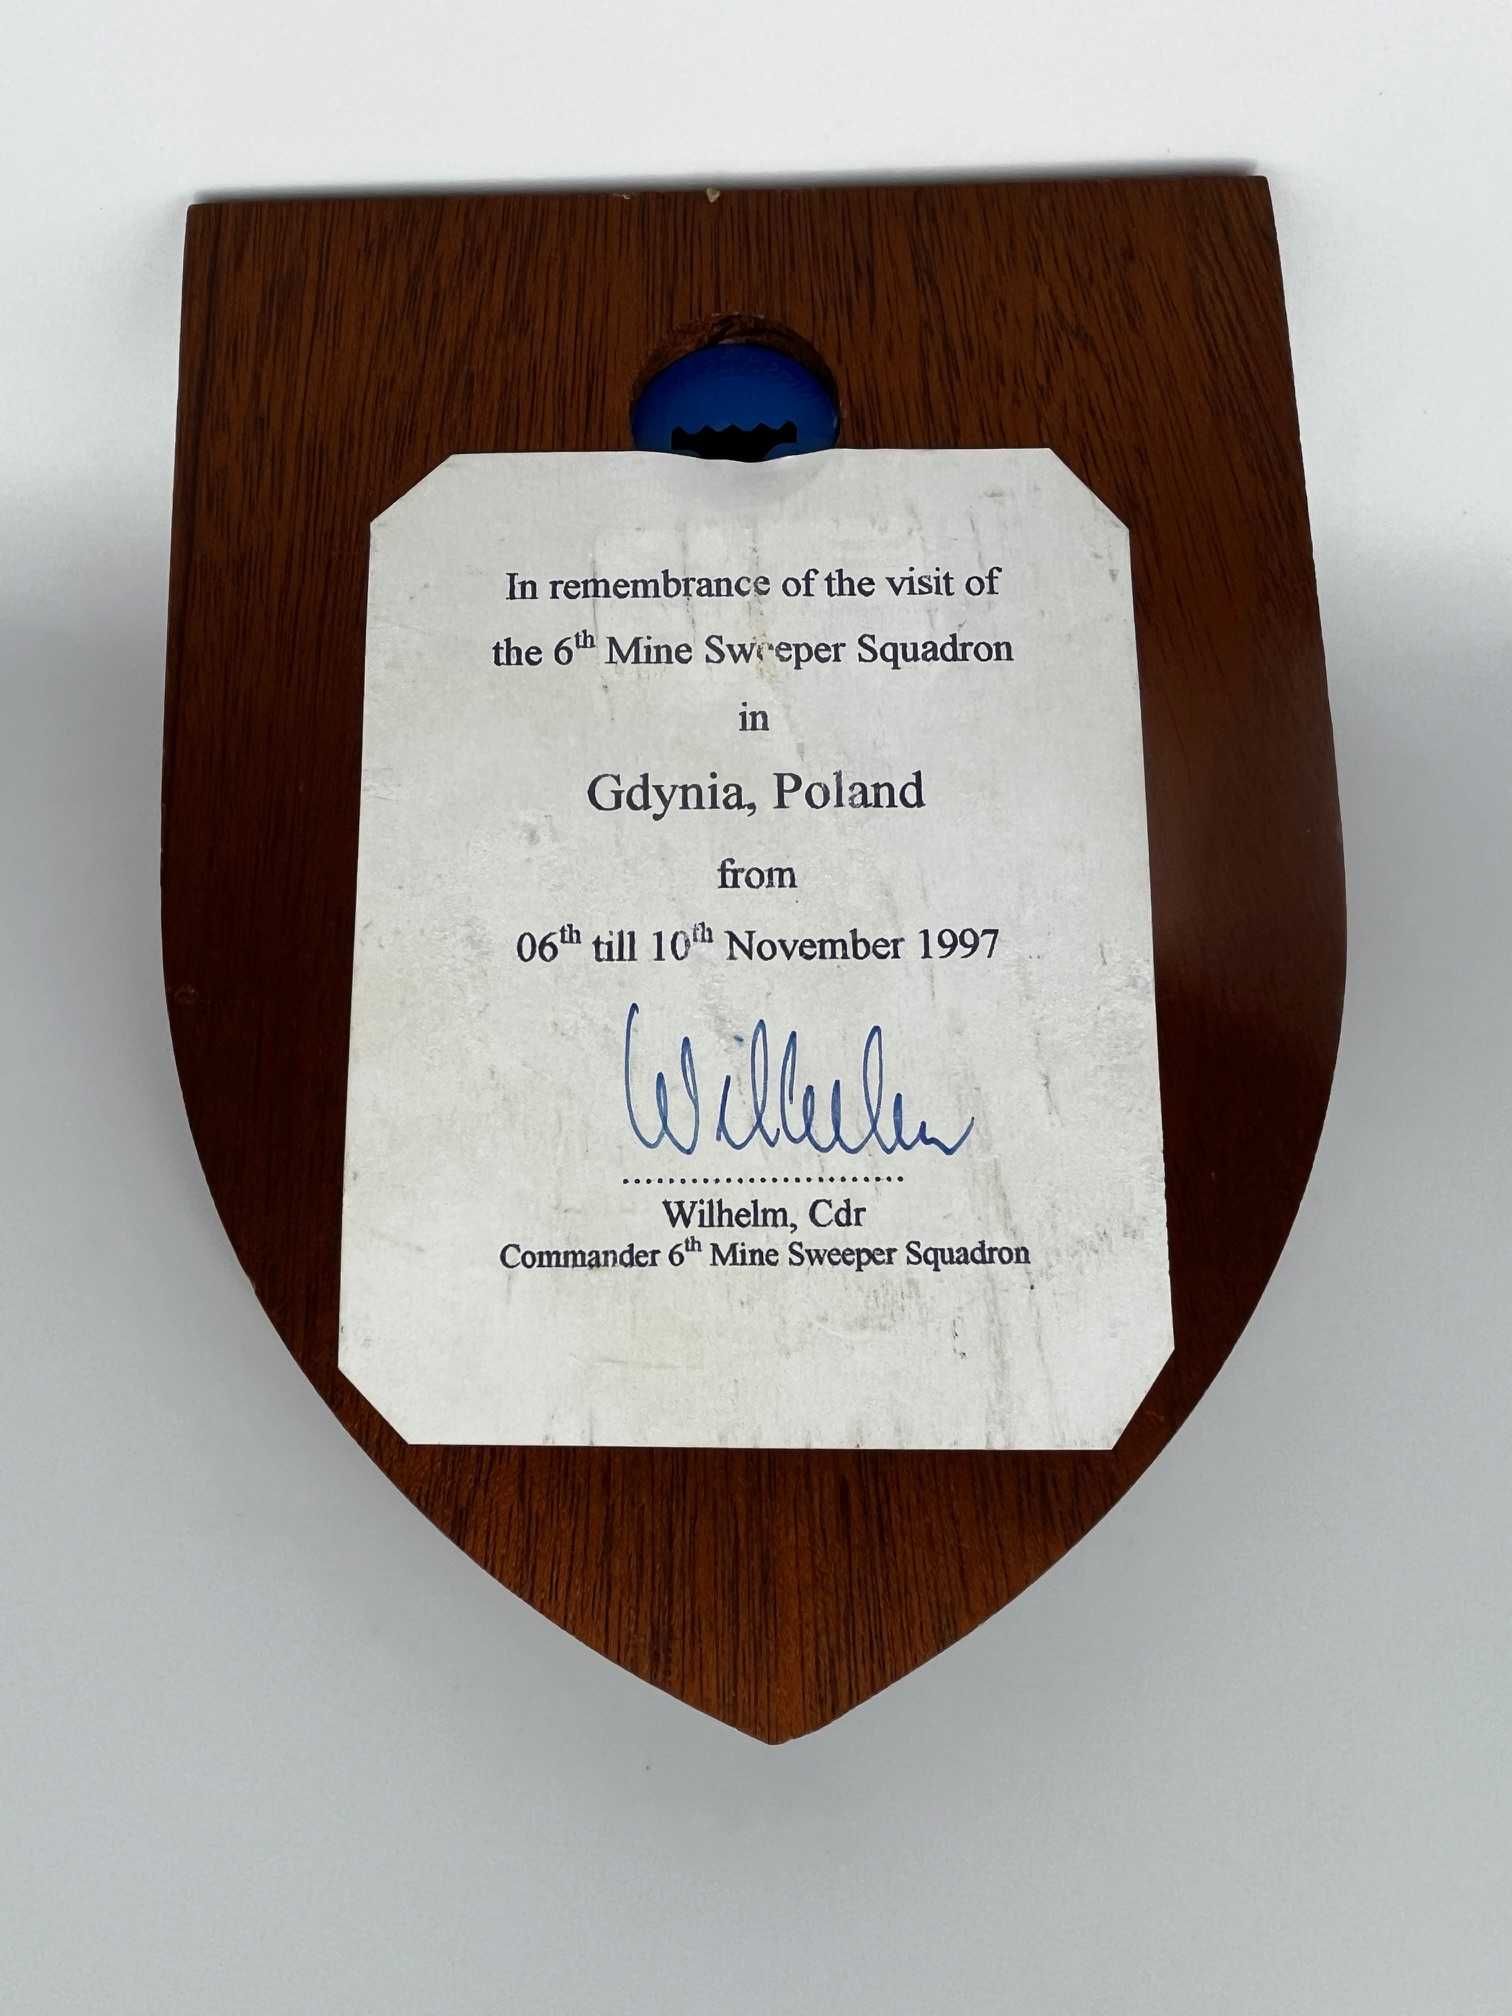 In remembrance of the visit of
the 6th Mine Sweeper Squadron
in
Gdynia, Poland
from
06th till 10th November 1997
Wilhelm
Wilhelm, Cdr
Commander 6th Mine Sweeper Squadron